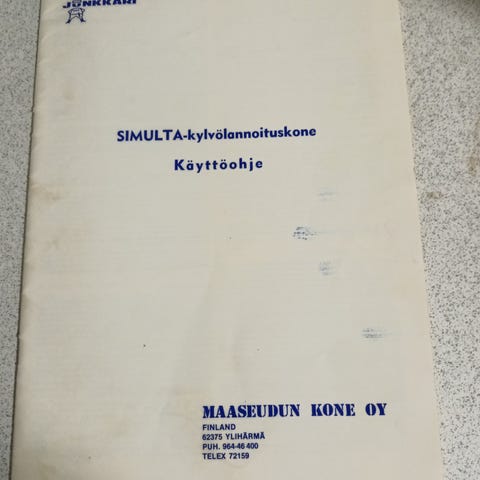 JUNKKARI
SIMULTA-kylvölannoituskone
Käyttöohje
MAASEUDUN KONE OY
FINLAND
62375 YLIHÄRMÄ
PUH. 964-46 400
TELEX 72159